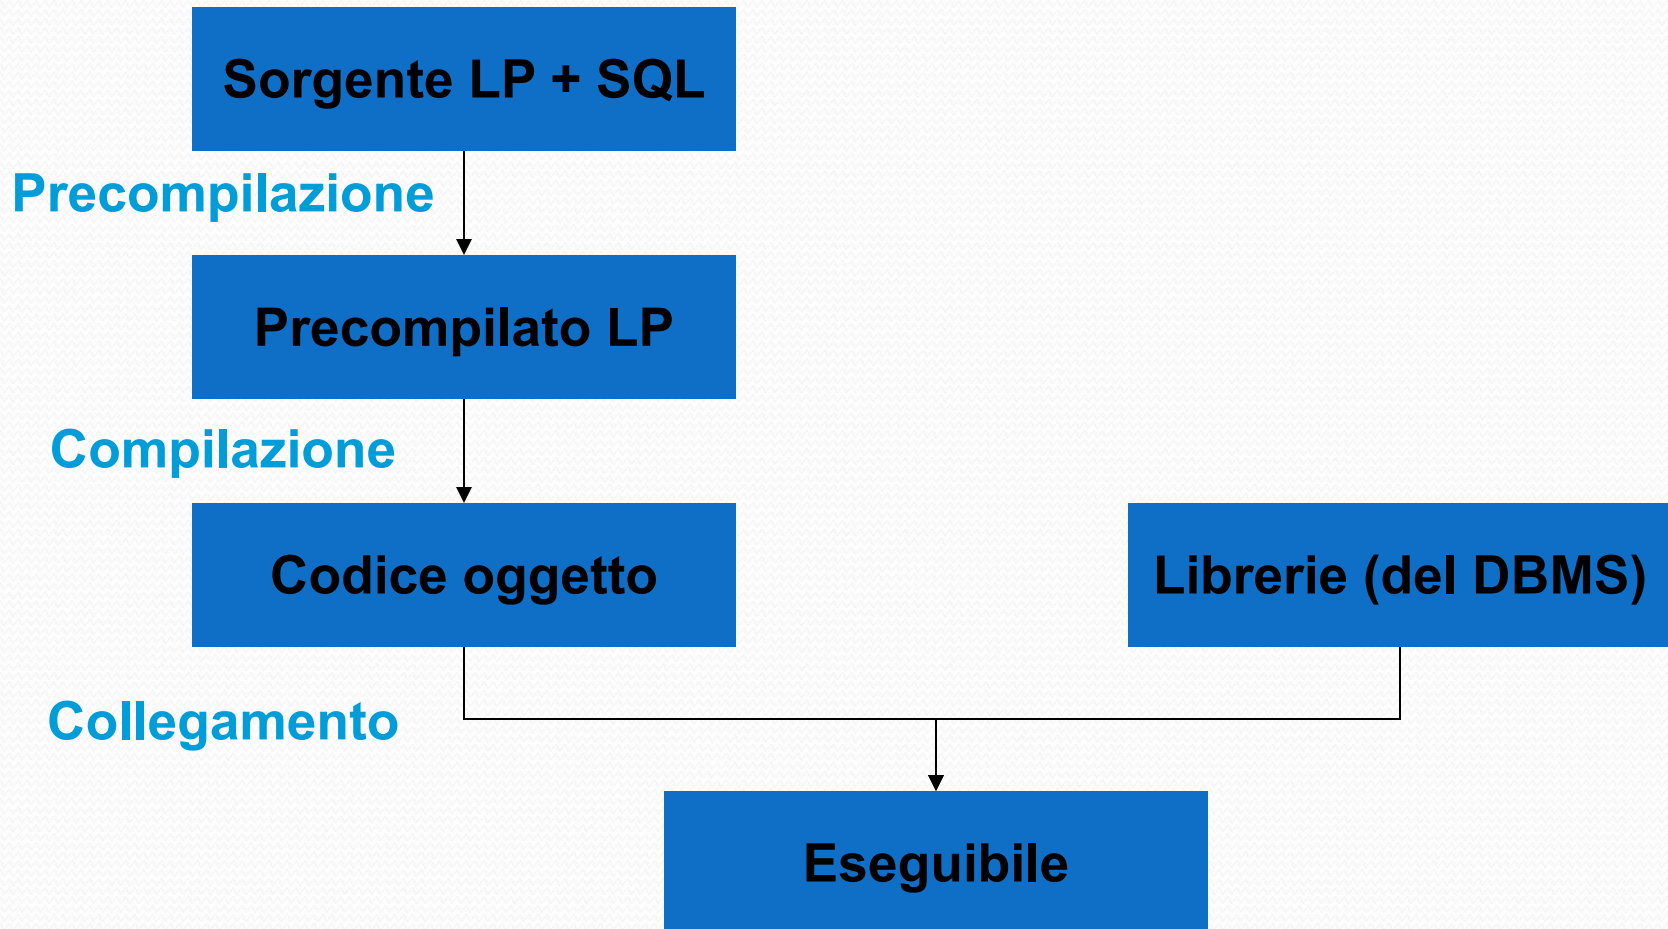 Sorgente LP + SQL
Precompilazione
Precompilato LP
Compilazione
Codice oggetto
Librerie (del DBMS)
Collegamento
Eseguibile